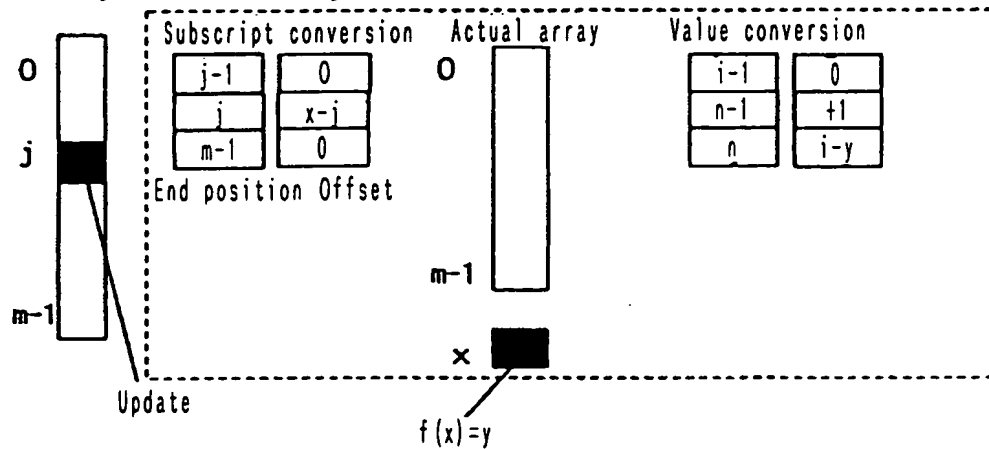 Subscript conversion Actual array Value conversion
0 j-1 0 0 i-1 0
j x-j n-1 +1
j m-1 0 n i-y
End position Offset
m-1
m-1
x
Update
f(x)=y